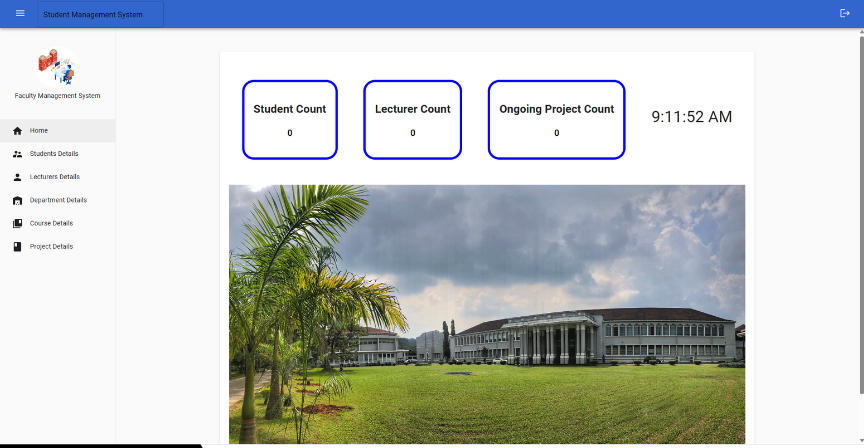 Student Management System
Faculty Management System
Home
Students Details
Lecturers Details
Department Details
Course Details
Project Details
Student Count
0
Lecturer Count
0
Ongoing Project Count
0
9:11:52 AM